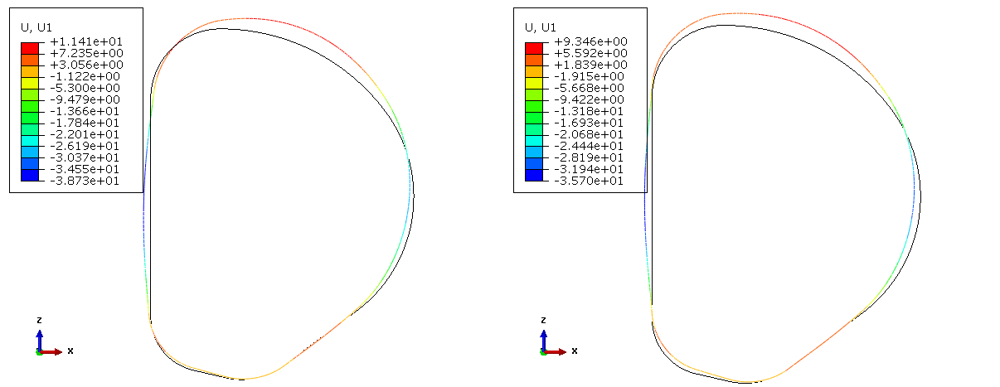 U, U1
+1.141e+01
+7.235e+00
+3.056e+00
-1.122e+00
-5.300e+00
-9.479e+00
-1.366e+01
-1.784e+01
-2.201e+01
-2.619e+01
-3.037e+01
-3.455e+01
-3.873e+01
z
x
U, U1
+9.346e+00
+5.592e+00
+1.839e+00
-1.915e+00
-5.668e+00
-9.422e+00
-1.318e+01
-1.693e+01
-2.068e+01
-2.444e+01
-2.819e+01
-3.194e+01
-3.570e+01
z
x